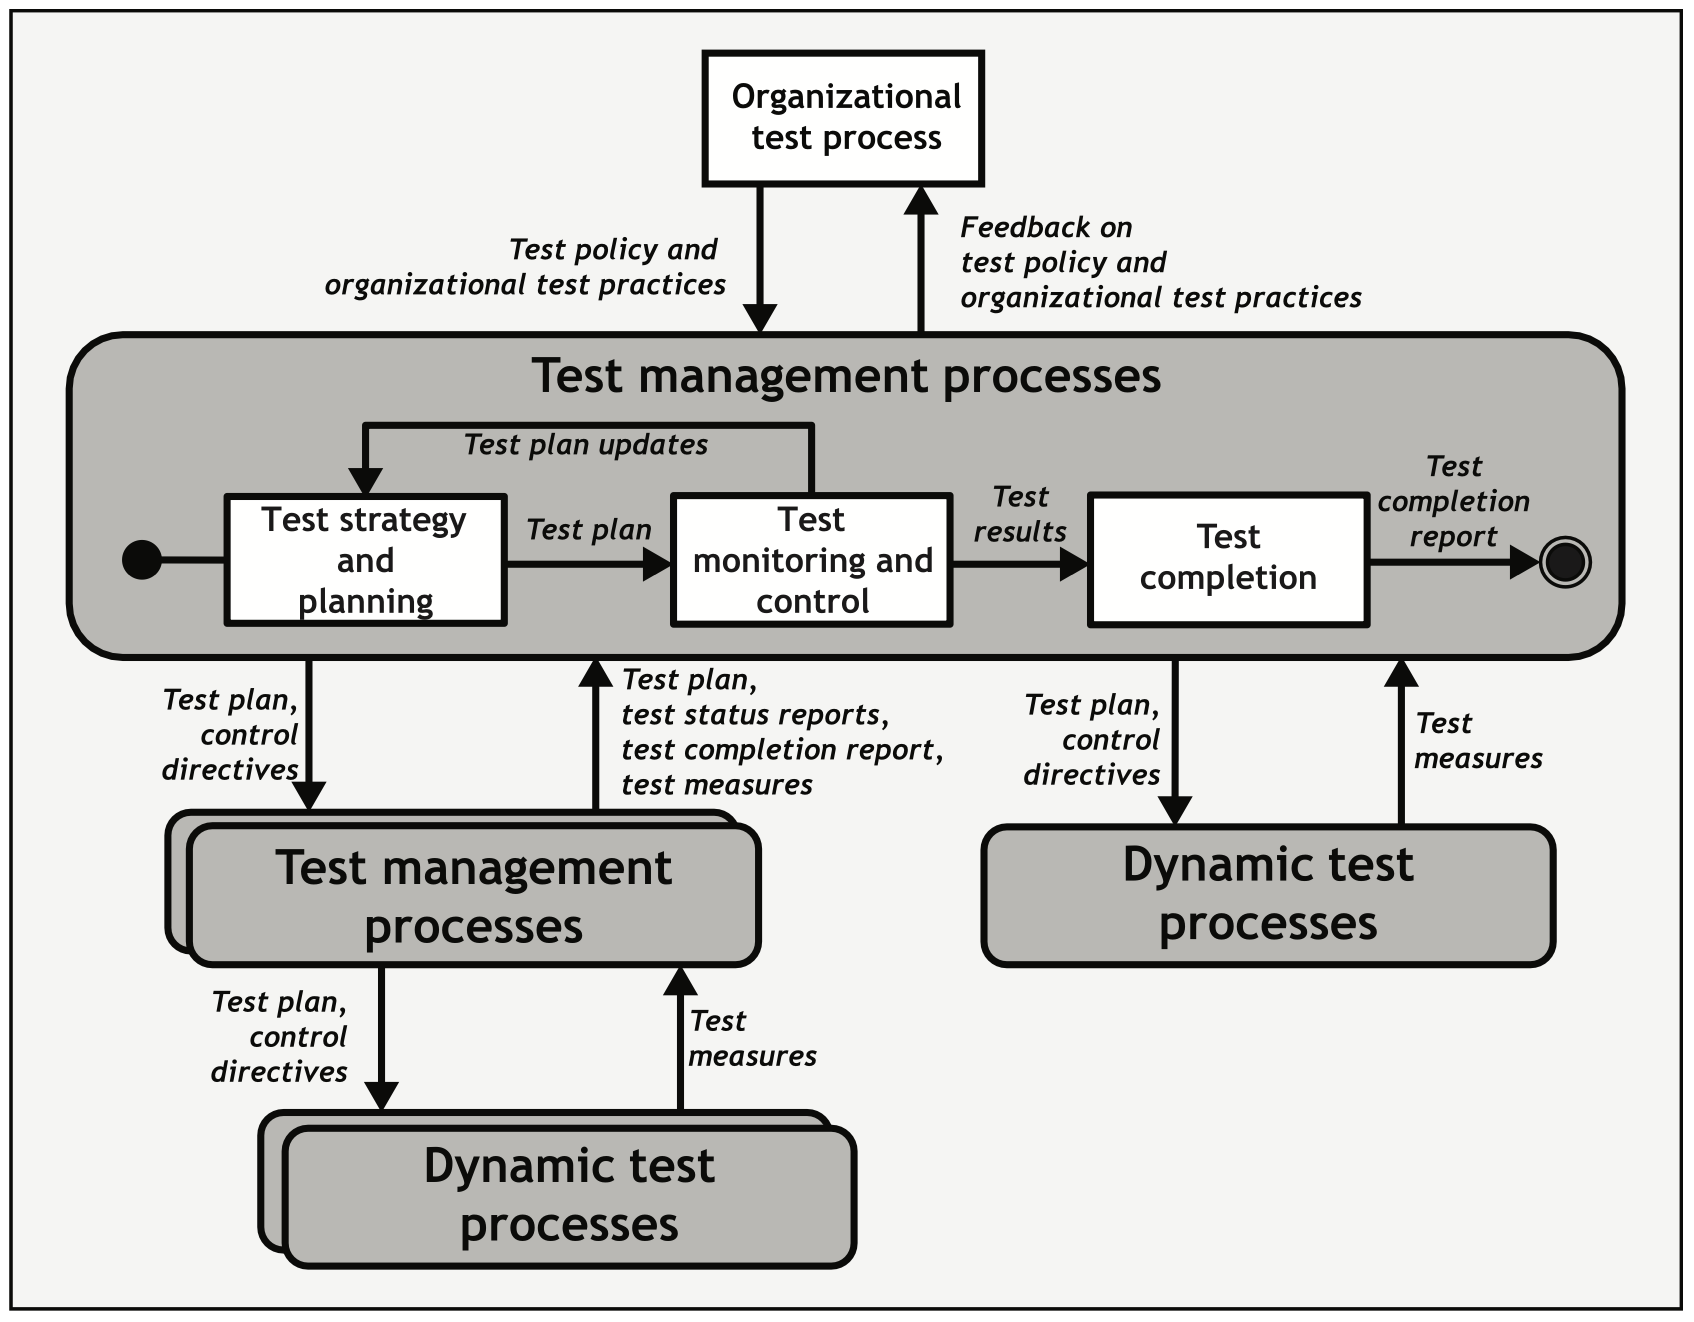 Organizational
test process
Test policy and
organizational test practices
Feedback on
test policy and
organizational test practices
Test management processes
Test plan updates
Test strategy
and
planning
Test plan
Test
monitoring and
control
Test
results
Test
completion
Test
completion
report
Test plan,
control
directives
Test plan,
test status reports,
test completion report,
test measures
Test plan,
control
directives
Test
measures
Test management
processes
Dynamic test
processes
Test plan,
control
directives
Test
measures
Dynamic test
processes